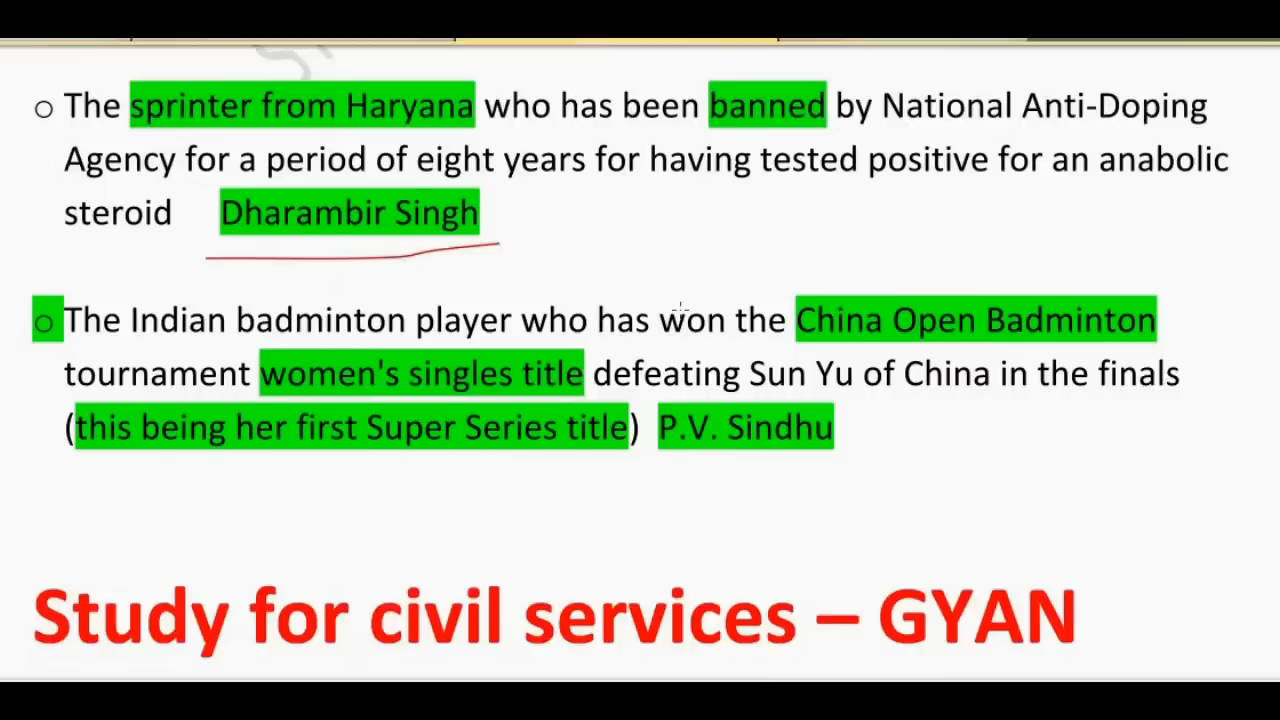 ○ The sprinter from Haryana who has been banned by National Anti-Doping
Agency for a period of eight years for having tested positive for an anabolic
steroid Dharambir Singh
○ The Indian badminton player who has won the China Open Badminton
tournament women's singles title defeating Sun Yu of China in the finals
(this being her first Super Series title) P.V. Sindhu
Study for civil services – GYAN